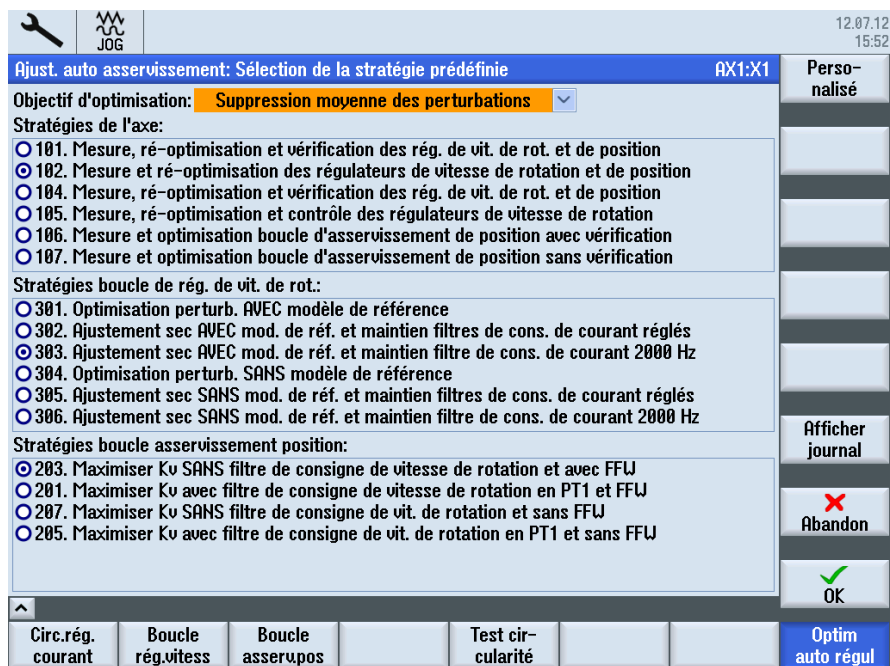 JOG
12.07.12
15:52
Ajust. auto asservissement: Sélection de la stratégie prédéfinie AX1:X1
Objectif d'optimisation: Suppression moyenne des perturbations
Stratégies de l'axe:
101. Mesure, ré-optimisation et vérification des rég. de vit. de rot. et de position
102. Mesure et ré-optimisation des régulateurs de vitesse de rotation et de position
104. Mesure, ré-optimisation et vérification des rég. de vit. de rot. et de position
105. Mesure, ré-optimisation et contrôle des régulateurs de vitesse de rotation
106. Mesure et optimisation boucle d'asservissement de position avec vérification
107. Mesure et optimisation boucle d'asservissement de position sans vérification
Stratégies boucle de rég. de vit. de rot.:
301. Optimisation perturb. AVEC modèle de référence
302. Ajustement sec AVEC mod. de réf. et maintien filtres de cons. de courant réglés
303. Ajustement sec AVEC mod. de réf. et maintien filtre de cons. de courant 2000 Hz
304. Optimisation perturb. SANS modèle de référence
305. Ajustement sec SANS mod. de réf. et maintien filtres de cons. de courant réglés
306. Ajustement sec SANS mod. de réf. et maintien filtre de cons. de courant 2000 Hz
Stratégies boucle asservissement position:
203. Maximiser Kv SANS filtre de consigne de vitesse de rotation et avec FFW
201. Maximiser Kv avec filtre de consigne de vitesse de rotation en PT1 et FFW
207. Maximiser Kv SANS filtre de consigne de vit. de rotation et sans FFW
205. Maximiser Kv avec filtre de consigne de vit. de rotation en PT1 et sans FFW
Perso-
nalisé
Afficher
journal
Abandon
OK
Circ.rég.
courant
Boucle
rég.vitess
Boucle
asserv.pos
Test cir-
cularité
Optim
auto régul